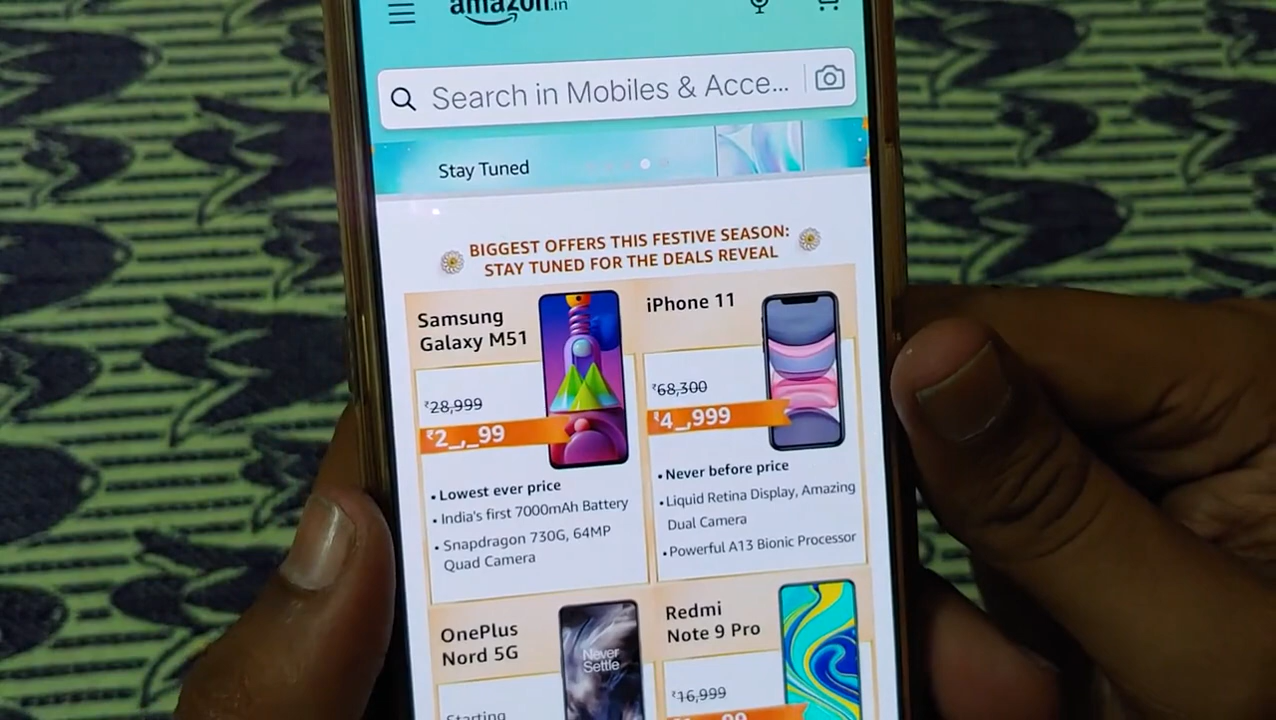 amazon.in
Search in Mobiles & Acce...
Stay Tuned
BIGGEST OFFERS THIS FESTIVE SEASON:
STAY TUNED FOR THE DEALS REVEAL
Samsung
Galaxy M51
₹28,999
₹2_,_99
• Lowest ever price
• India's first 7000mAh Battery
• Snapdragon 730G, 64MP
Quad Camera
iPhone 11
₹68,300
₹4_,999
• Never before price
• Liquid Retina Display, Amazing
Dual Camera
• Powerful A13 Bionic Processor
OnePlus
Nord 5G
Never
Settle
Starting
Redmi
Note 9 Pro
₹16,999